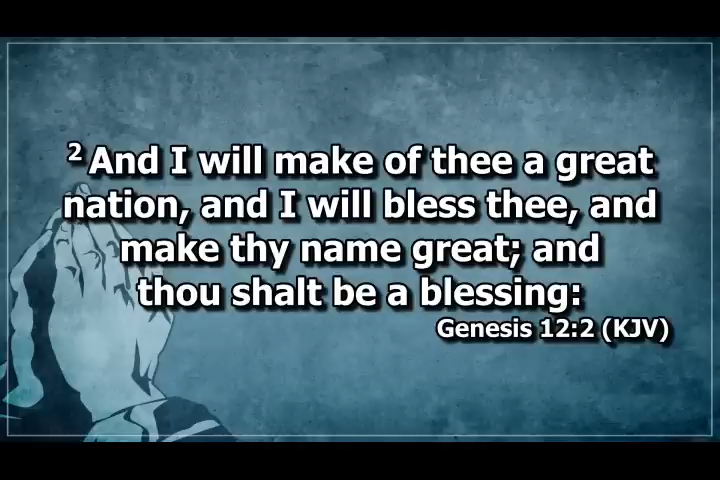 2 And I will make of thee a great
nation, and I will bless thee, and
make thy name great; and
thou shalt be a blessing:
Genesis 12:2 (KJV)